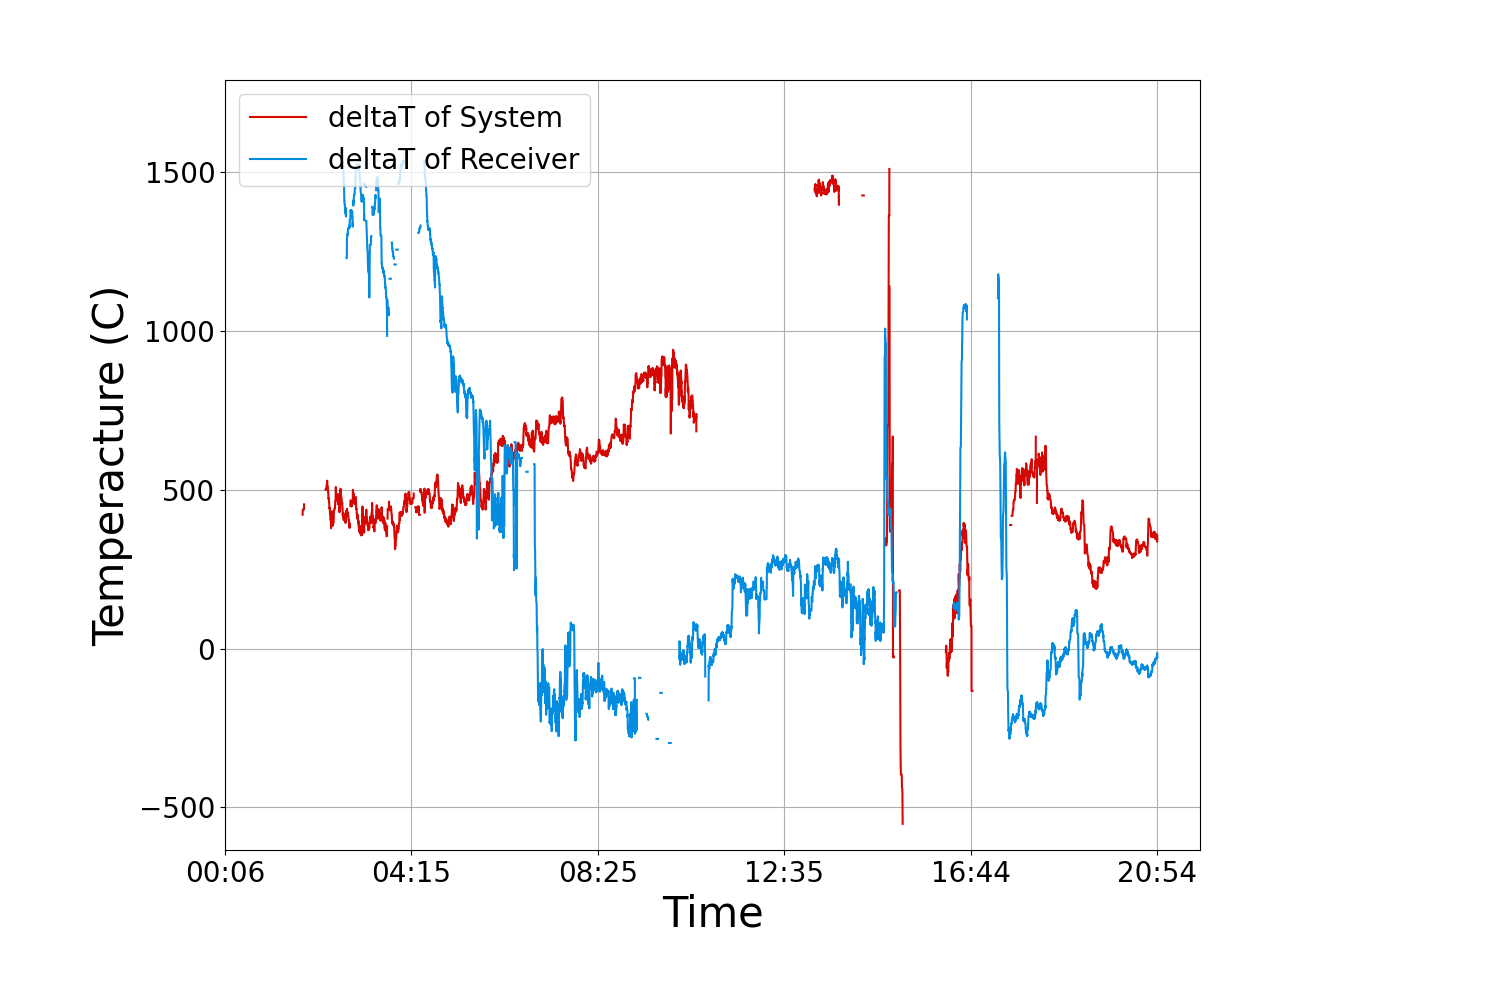 deltaT of System
deltaT of Receiver
1500
1000
500
0
−500
Temperacture (C)
00:06 04:15 08:25 12:35 16:44 20:54
Time